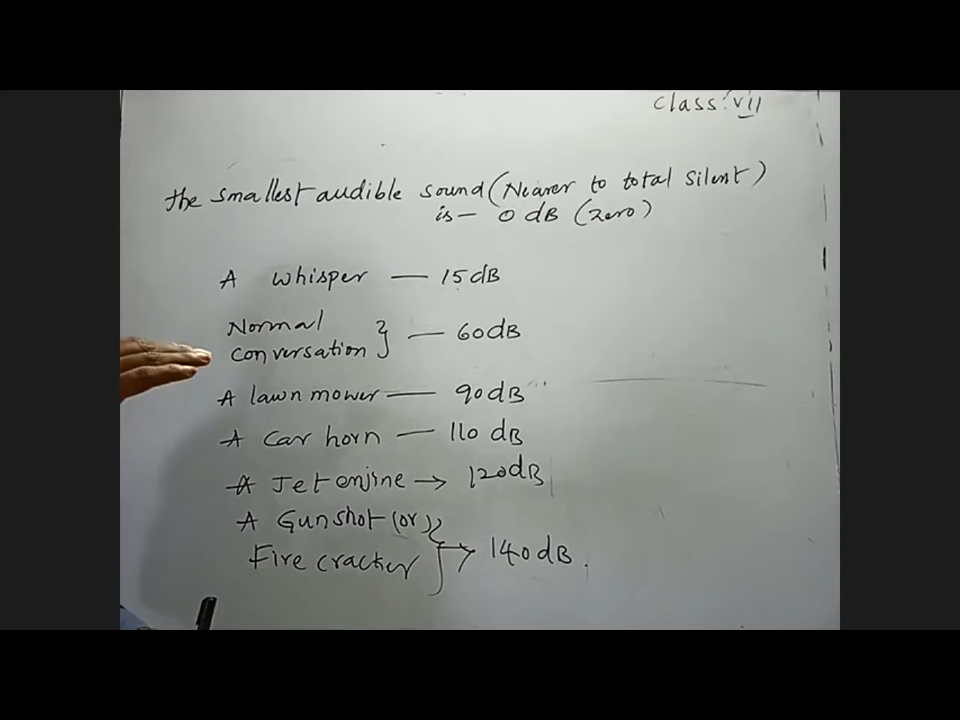 Class: VII
the smallest audible sound (Nearer to total silent)
is - 0 dB (Zero)
A whisper — 15 dB
Normal
conversation } — 60 dB
A lawn mower — 90 dB
A Car horn — 110 dB
A Jet enjine → 120 dB
A Gunshot (or)
Fire cracker } → 140 dB.